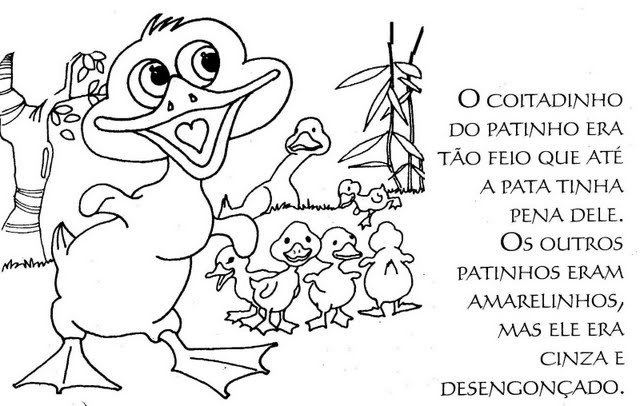 O COITADINHO
DO PATINHO ERA
TÃO FEIO QUE ATÉ
A PATA TINHA
PENA DELE.
OS OUTROS
PATINHOS ERAM
AMARELINHOS,
MAS ELE ERA
CINZA E
DESENGONÇADO.